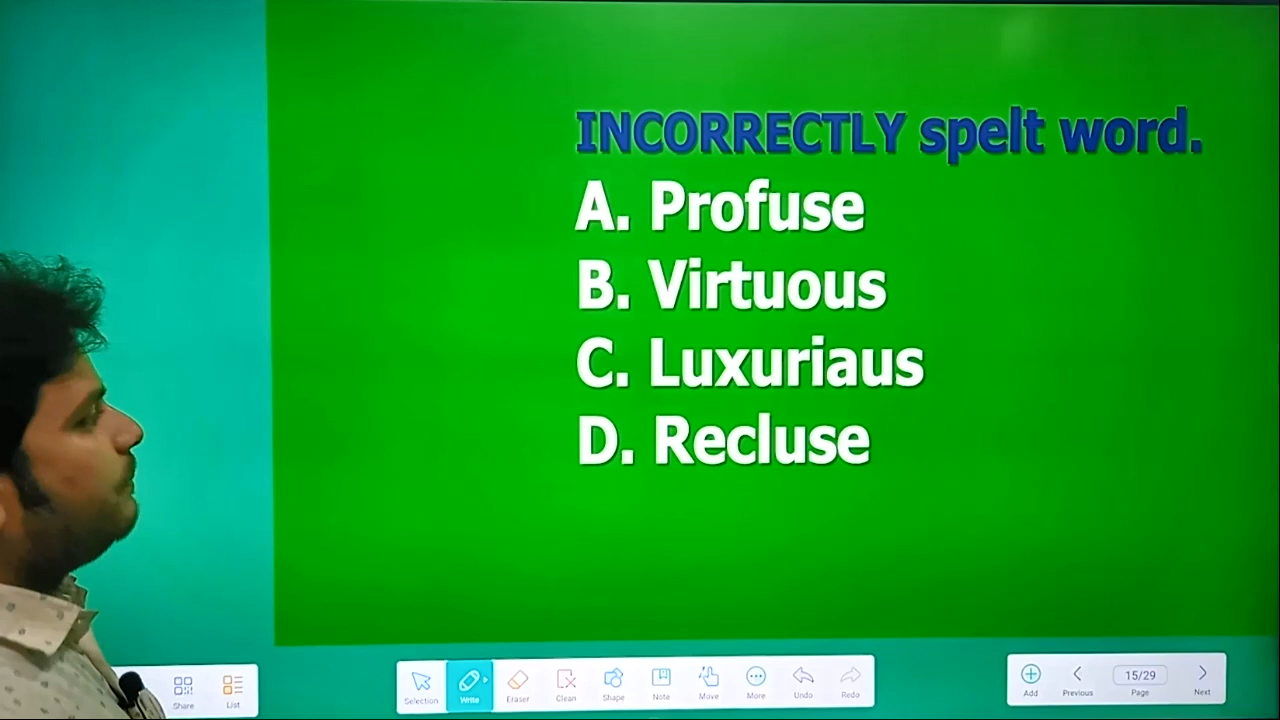 INCORRECTLY spelt word.
A. Profuse
B. Virtuous
C. Luxuriaus
D. Recluse
Share
List
Selection
Write
Eraser
Clean
Shape
Note
Move
More
Undo
Redo
Add
Previous
15/29
Page
Next